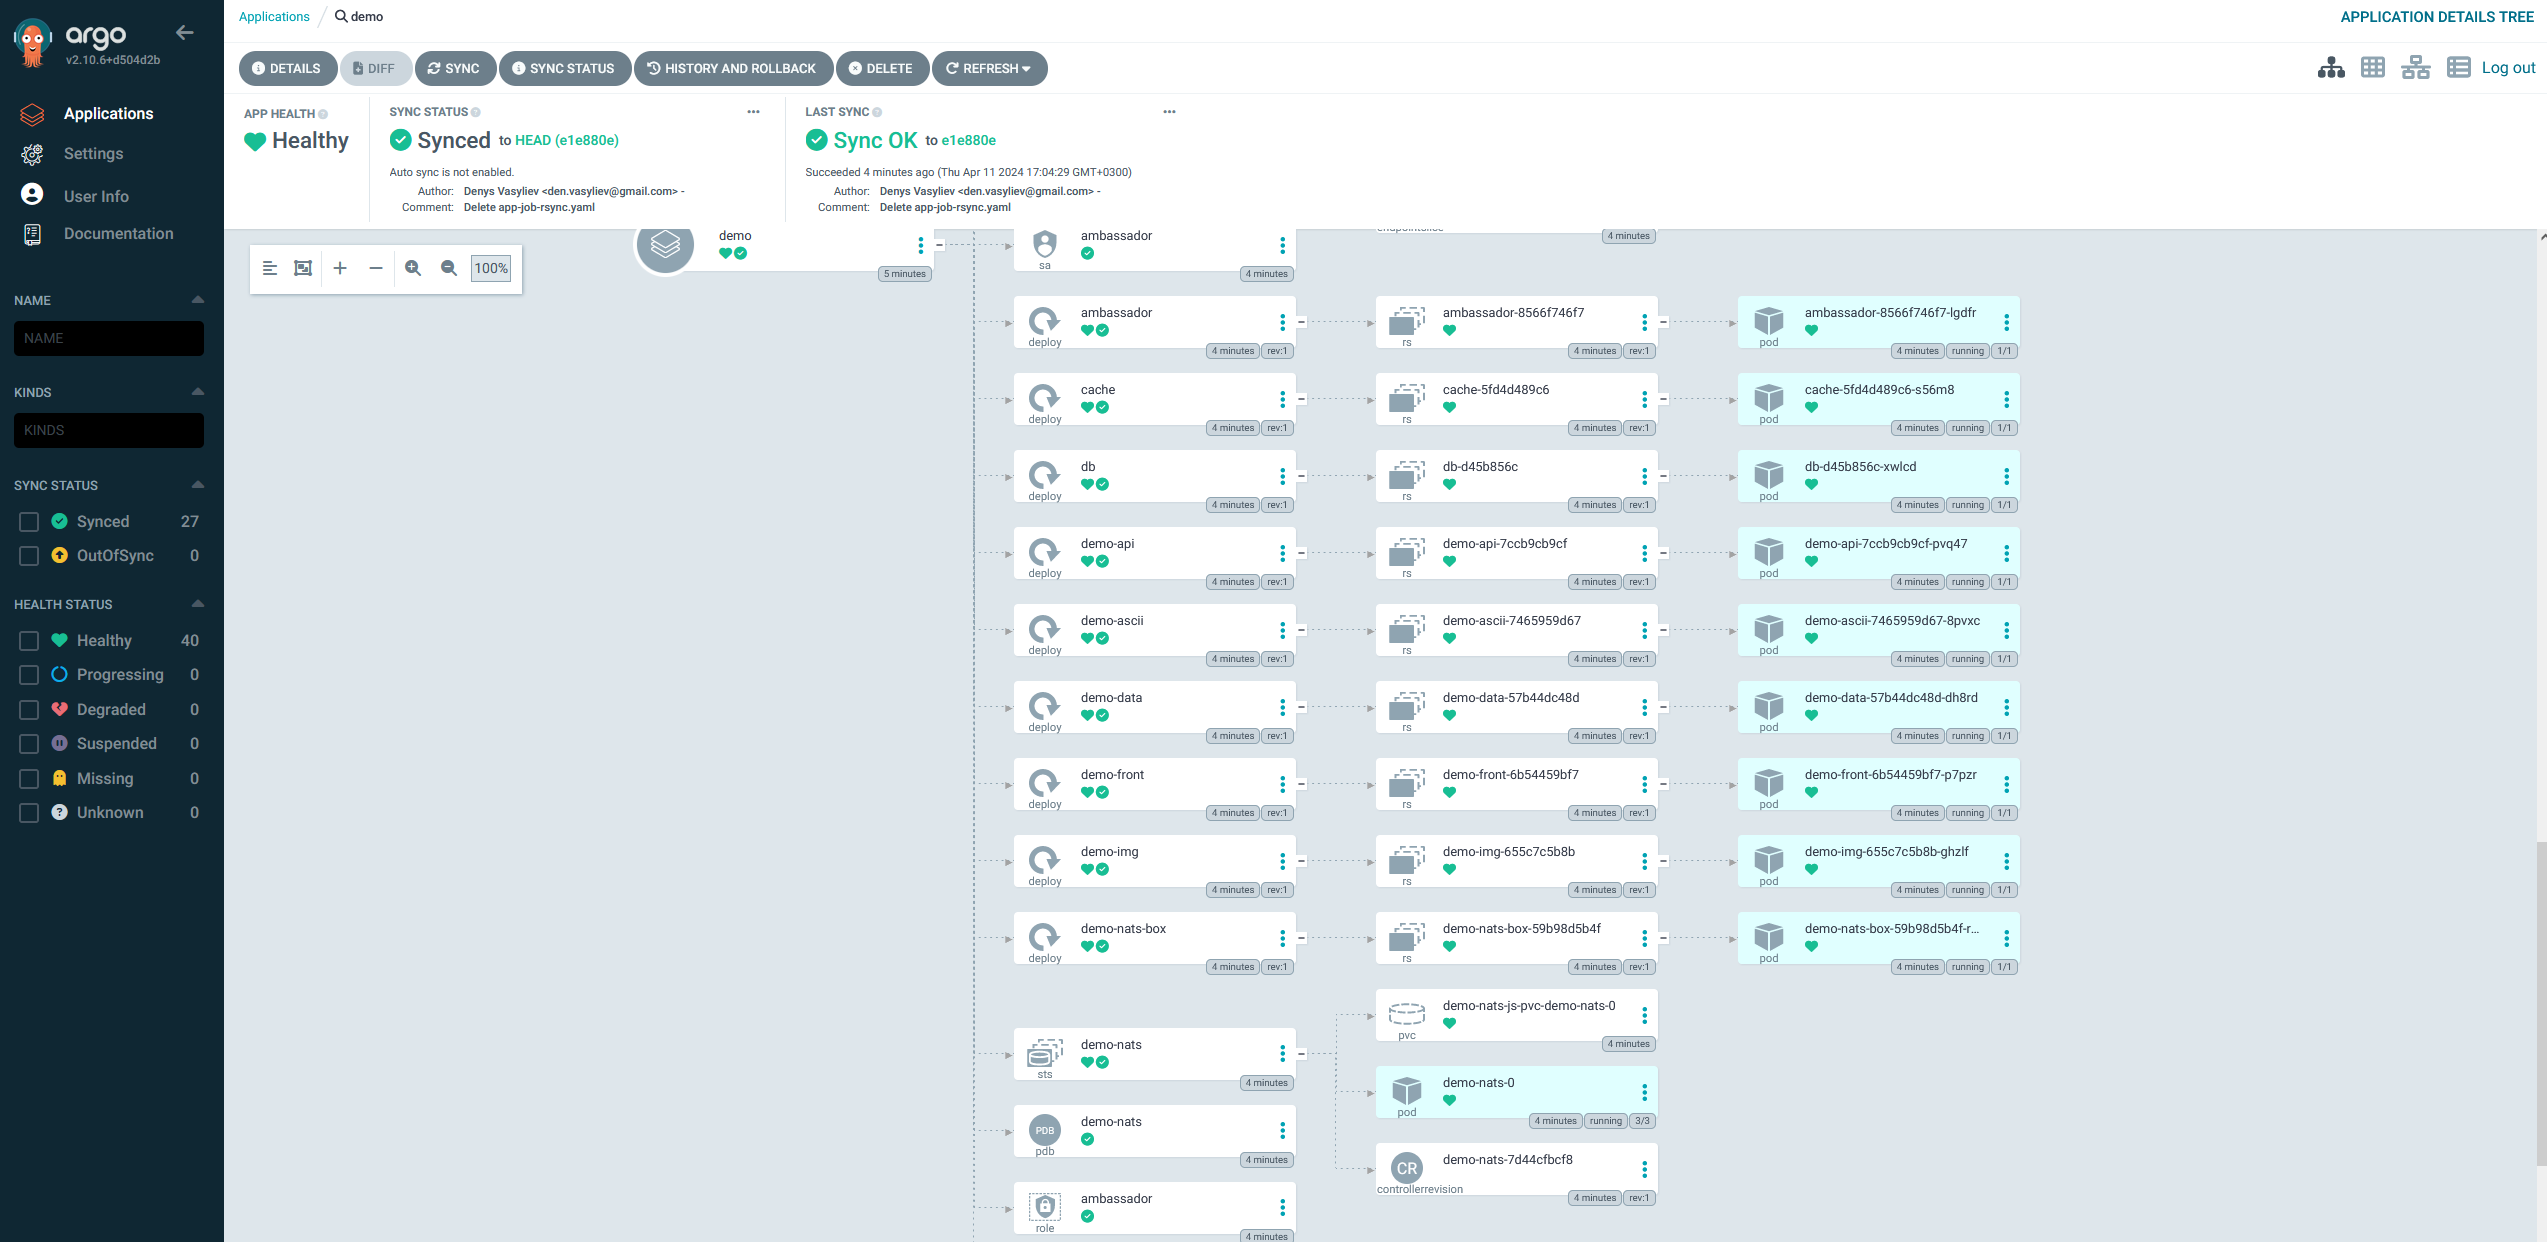 argo
v2.10.6+d504d2b
Applications
Settings
User Info
Documentation
NAME
NAME
KINDS
KINDS
SYNC STATUS
Synced 27
OutOfSync 0
HEALTH STATUS
Healthy 40
Progressing 0
Degraded 0
Suspended 0
Missing 0
Unknown 0
Applications / demo
APPLICATION DETAILS TREE
DETAILS DIFF SYNC SYNC STATUS HISTORY AND ROLLBACK DELETE REFRESH
Log out
APP HEALTH
Healthy
SYNC STATUS
Synced to HEAD (e1e880e)
Auto sync is not enabled.
Author: Denys Vasyliev <den.vasyliev@gmail.com> -
Comment: Delete app-job-rsync.yaml
LAST SYNC
Sync OK to e1e880e
Succeeded 4 minutes ago (Thu Apr 11 2024 17:04:29 GMT+0300)
Author: Denys Vasyliev <den.vasyliev@gmail.com> -
Comment: Delete app-job-rsync.yaml
100%
demo
5 minutes
ambassador
sa
4 minutes
4 minutes
ambassador
deploy
4 minutes rev:1
ambassador-8566f746f7
rs
4 minutes rev:1
ambassador-8566f746f7-lgdfr
pod
4 minutes running 1/1
cache
deploy
4 minutes rev:1
cache-5fd4d489c6
rs
4 minutes rev:1
cache-5fd4d489c6-s56m8
pod
4 minutes running 1/1
db
deploy
4 minutes rev:1
db-d45b856c
rs
4 minutes rev:1
db-d45b856c-xwlcd
pod
4 minutes running 1/1
demo-api
deploy
4 minutes rev:1
demo-api-7ccb9cb9cf
rs
4 minutes rev:1
demo-api-7ccb9cb9cf-pvq47
pod
4 minutes running 1/1
demo-ascii
deploy
4 minutes rev:1
demo-ascii-7465959d67
rs
4 minutes rev:1
demo-ascii-7465959d67-8pvxc
pod
4 minutes running 1/1
demo-data
deploy
4 minutes rev:1
demo-data-57b44dc48d
rs
4 minutes rev:1
demo-data-57b44dc48d-dh8rd
pod
4 minutes running 1/1
demo-front
deploy
4 minutes rev:1
demo-front-6b54459bf7
rs
4 minutes rev:1
demo-front-6b54459bf7-p7pzr
pod
4 minutes running 1/1
demo-img
deploy
4 minutes rev:1
demo-img-655c7c5b8b
rs
4 minutes rev:1
demo-img-655c7c5b8b-ghzlf
pod
4 minutes running 1/1
demo-nats-box
deploy
4 minutes rev:1
demo-nats-box-59b98d5b4f
rs
4 minutes rev:1
demo-nats-box-59b98d5b4f-r...
pod
4 minutes running 1/1
demo-nats
sts
4 minutes
demo-nats-js-pvc-demo-nats-0
pvc
4 minutes
demo-nats-0
pod
4 minutes running 3/3
PDB
demo-nats
pdb
4 minutes
CR
demo-nats-7d44cfbcf8
controllerrevision
4 minutes rev:1
ambassador
role
4 minutes